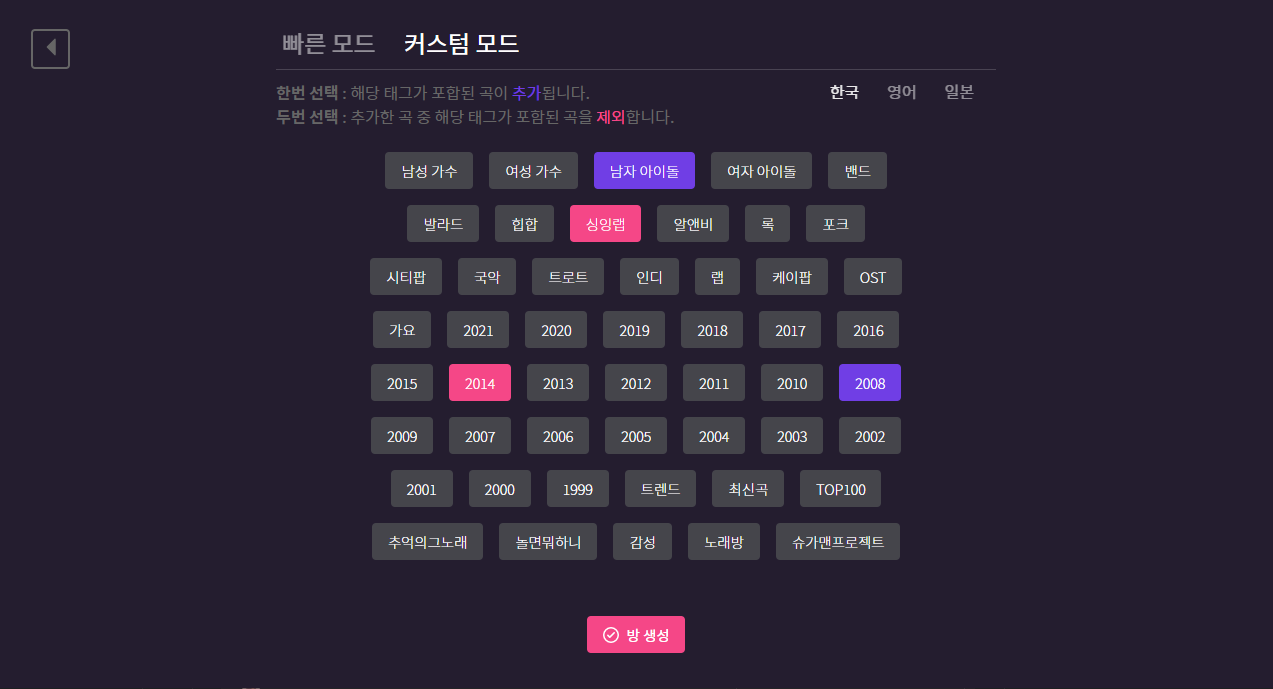 빠른 모드 커스텀 모드
한번 선택 : 해당 태그가 포함된 곡이 추가됩니다.
두번 선택 : 추가한 곡 중 해당 태그가 포함된 곡을 제외합니다.
한국 영어 일본
남성 가수 여성 가수 남자 아이돌 여자 아이돌 밴드
발라드 힙합 싱잉랩 알앤비 록 포크
시티팝 국악 트로트 인디 랩 케이팝 OST
가요 2021 2020 2019 2018 2017 2016
2015 2014 2013 2012 2011 2010 2008
2009 2007 2006 2005 2004 2003 2002
2001 2000 1999 트렌드 최신곡 TOP100
추억의그노래 놀면뭐하니 감성 노래방 슈가맨프로젝트
방 생성